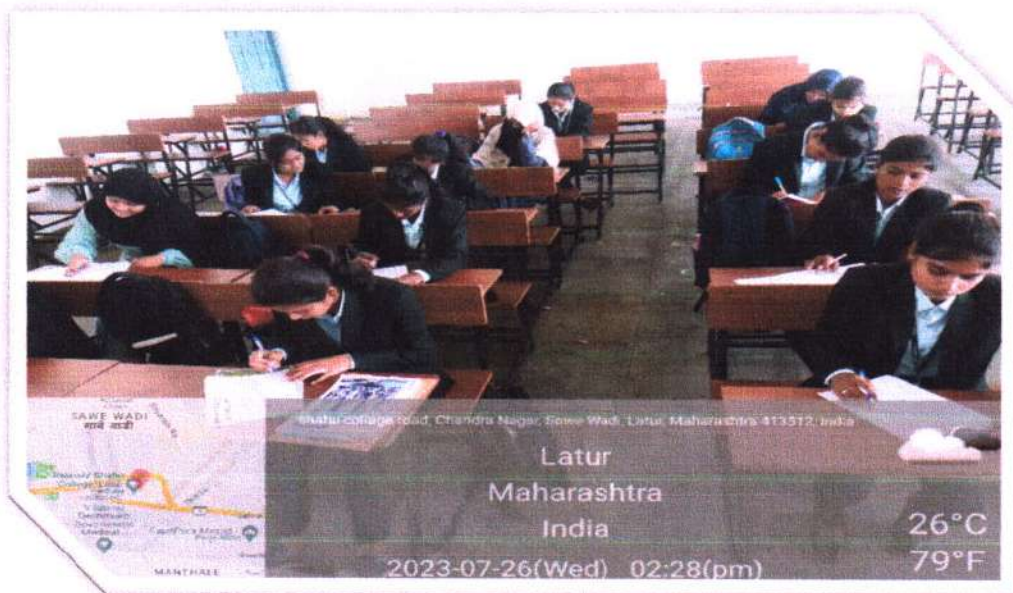 Shahu college road, Chandra Nagar, Sawe Wadi, Latur, Maharashtra 413512, India
Latur
Maharashtra
India
2023-07-26(Wed) 02:28(pm)
26°C
79°F
SAWE WADI
सावे वाडी
MANTHALE